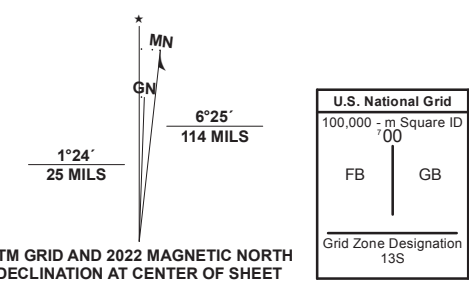 ★
MN
GN
1°24´
25 MILS
6°25´
114 MILS
TM GRID AND 2022 MAGNETIC NORTH
DECLINATION AT CENTER OF SHEET
U.S. National Grid
100,000 - m Square ID
⁷00
FB
GB
Grid Zone Designation
13S